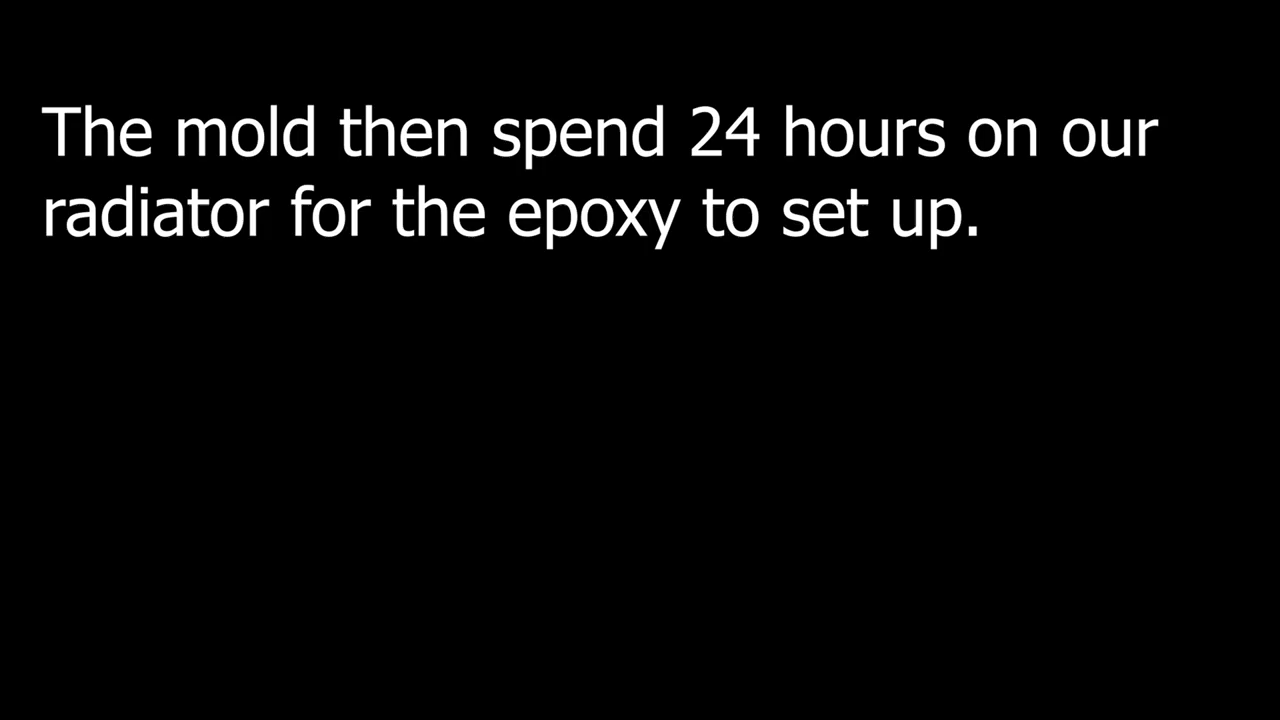 The mold then spend 24 hours on our
radiator for the epoxy to set up.